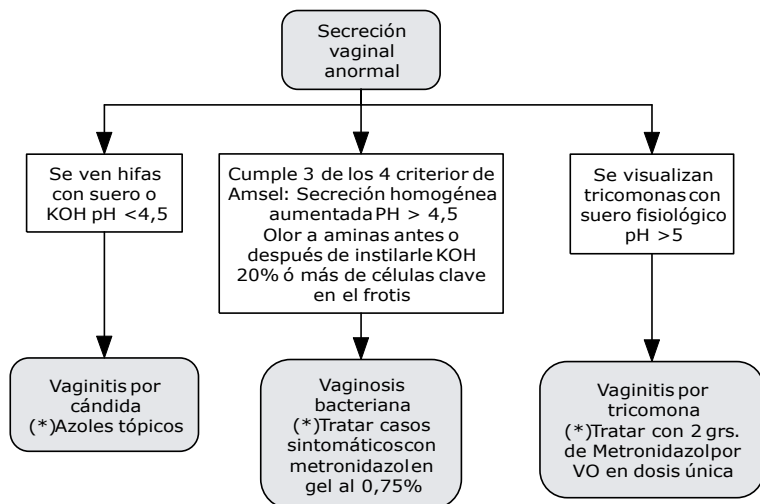 Secreción
vaginal
anormal
Se ven hifas
con suero o
KOH pH <4,5
Cumple 3 de los 4 criterior de
Amsel: Secreción homogénea
aumentada PH > 4,5
Olor a aminas antes o
después de instilarle KOH
20% ó más de células clave
en el frotis
Se visualizan
tricomonas con
suero fisiológico
pH >5
Vaginitis por
cándida
(*)Azoles tópicos
Vaginosis
bacteriana
(*)Tratar casos
sintomáticos con
metronidazol en
gel al 0,75%
Vaginitis por
tricomona
(*)Tratar con 2 grs.
de Metronidazol por
VO en dosis única